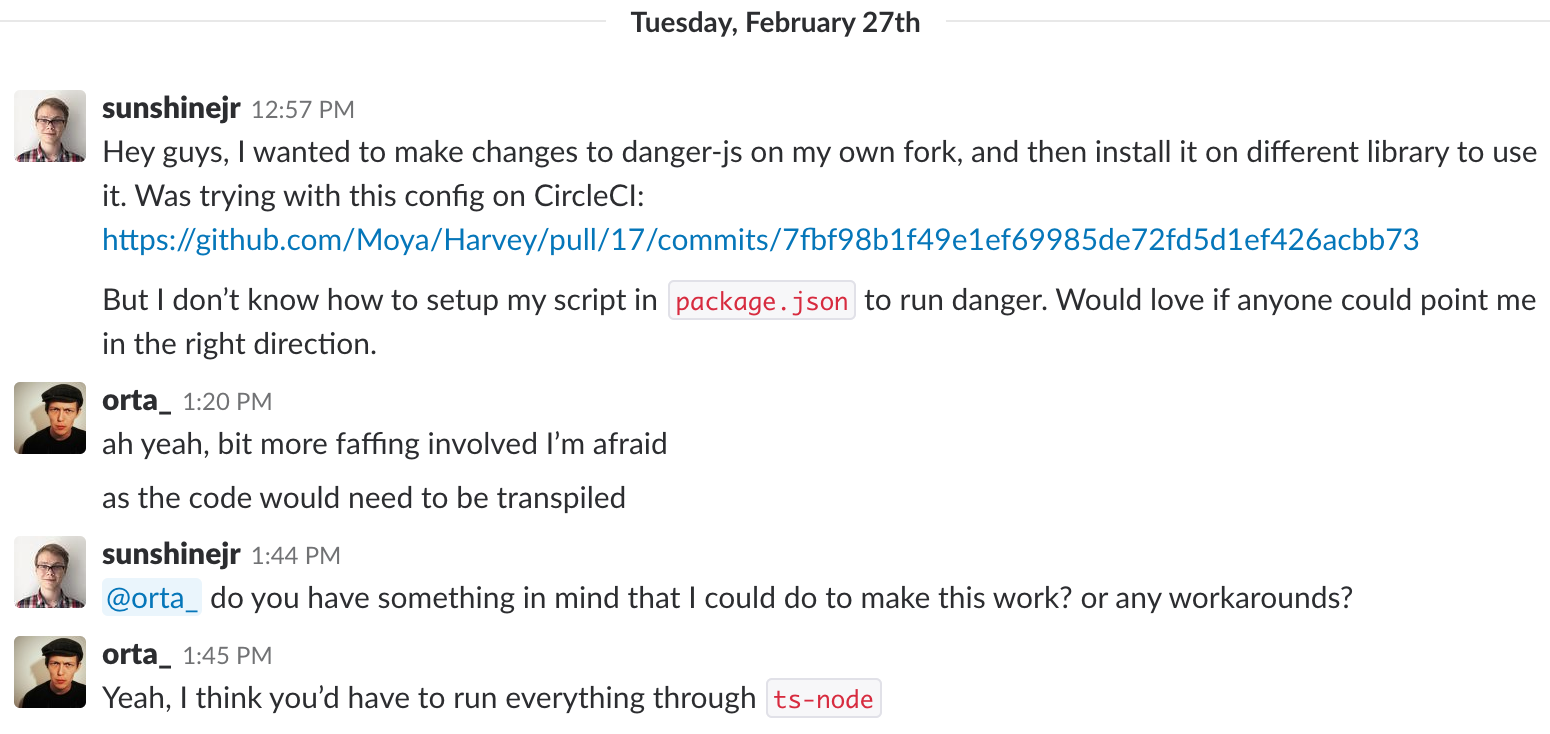 Tuesday, February 27th
sunshinejr 12:57 PM
Hey guys, I wanted to make changes to danger-js on my own fork, and then install it on different library to use
it. Was trying with this config on CircleCI:
https://github.com/Moya/Harvey/pull/17/commits/7fbf98b1f49e1ef69985de72fd5d1ef426acbb73
But I don’t know how to setup my script in package.json to run danger. Would love if anyone could point me
in the right direction.
orta_ 1:20 PM
ah yeah, bit more faffing involved I’m afraid
as the code would need to be transpiled
sunshinejr 1:44 PM
@orta_ do you have something in mind that I could do to make this work? or any workarounds?
orta_ 1:45 PM
Yeah, I think you’d have to run everything through ts-node